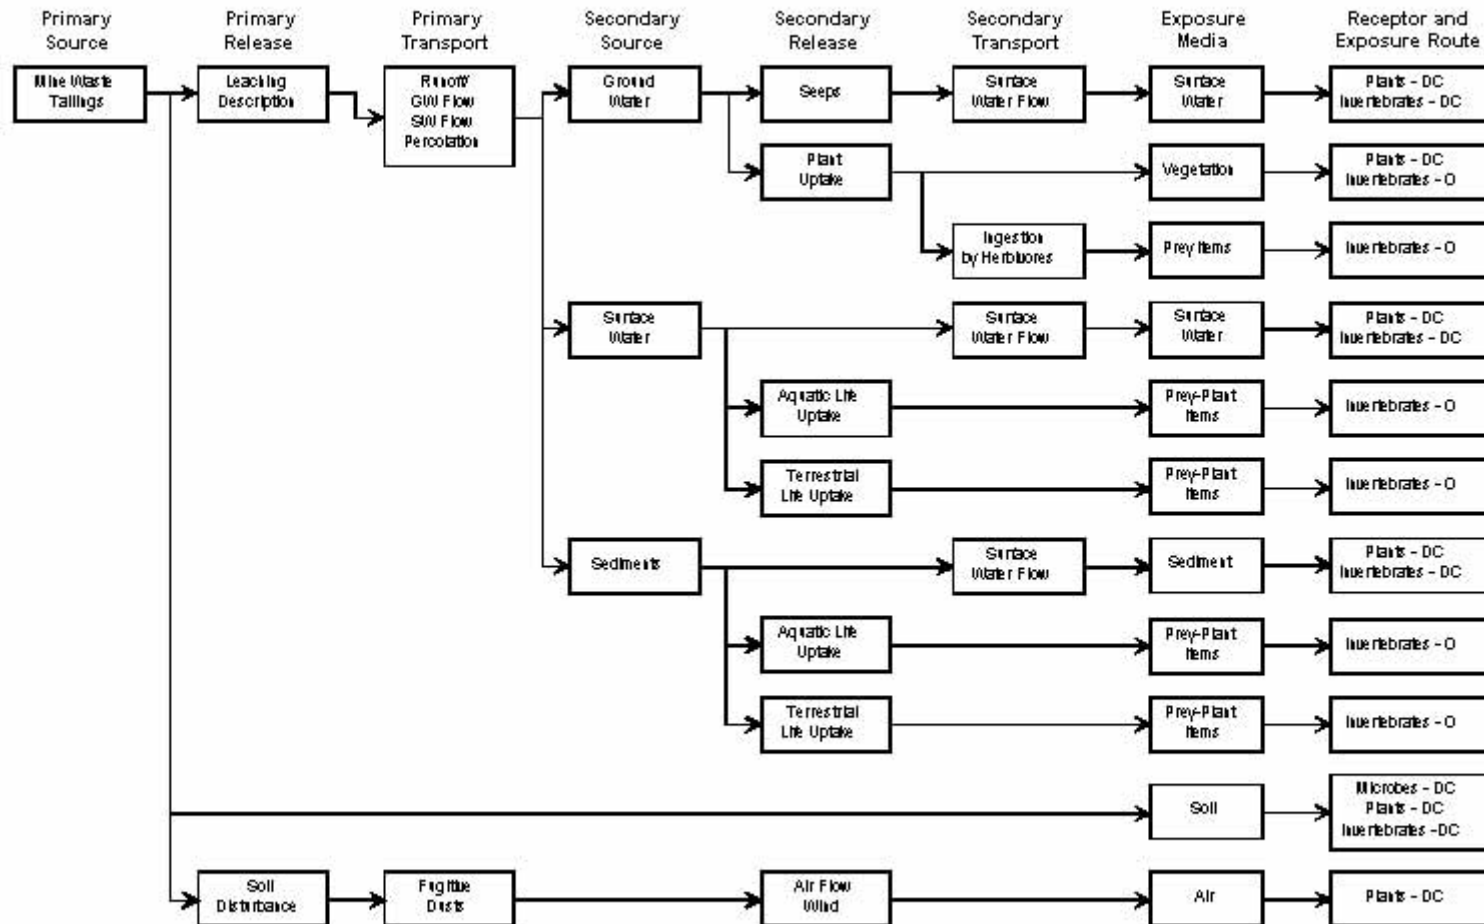 Primary Source
Primary Release
Primary Transport
Secondary Source
Secondary Release
Secondary Transport
Exposure Media
Receptor and Exposure Route
Mine Waste
Tailings
Leaching
Description
Runoff/
GW Flow
SW Flow
Percolation
Ground
Water
Seeps
Surface
Water Flow
Surface
Water
Plants - DC
Invertebrates - DC
Plant
Uptake
Vegetation
Plants - DC
Invertebrates - O
Ingestion
by Herbivores
Prey Items
Invertebrates - O
Surface
Water
Surface
Water Flow
Surface
Water
Plants - DC
Invertebrates - DC
Aquatic Life
Uptake
Prey-Plant
Items
Invertebrates - O
Terrestrial
Life Uptake
Prey-Plant
Items
Invertebrates - O
Sediments
Surface
Water Flow
Sediment
Plants - DC
Invertebrates - DC
Aquatic Life
Uptake
Prey-Plant
Items
Invertebrates - O
Terrestrial
Life Uptake
Prey-Plant
Items
Invertebrates - O
Soil
Microbes - DC
Plants - DC
Invertebrates -DC
Soil
Disturbance
Fugitive
Dusts
Air Flow
Wind
Air
Plants - DC